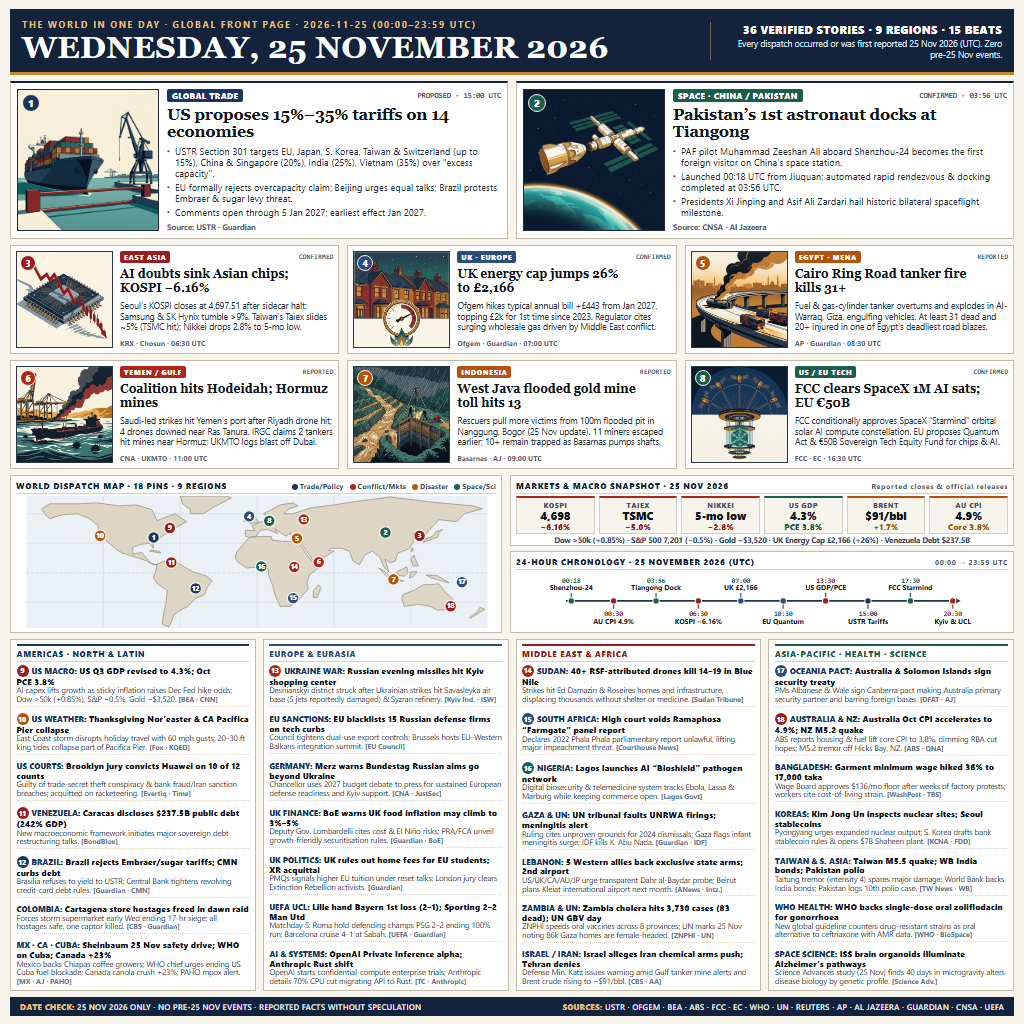 THE WORLD IN ONE DAY · GLOBAL FRONT PAGE · 2026-11-25 (00:00–23:59 UTC)
WEDNESDAY, 25 NOVEMBER 2026
36 VERIFIED STORIES · 9 REGIONS · 15 BEATS
Every dispatch occurred or was first reported 25 Nov 2026 (UTC). Zero
pre-25 Nov events.
1
GLOBAL TRADE
PROPOSED · 15:00 UTC
US proposes 15%–35% tariffs on 14
economies
• USTR Section 301 targets EU, Japan, S. Korea, Taiwan & Switzerland (up to
15%), China & Singapore (20%), India (25%), Vietnam (35%) over "excess
capacity".
• EU formally rejects overcapacity claim; Beijing urges equal talks; Brazil protests
Embraer & sugar levy threat.
• Comments open through 5 Jan 2027; earliest effect Jan 2027.
Source: USTR · Guardian
2
SPACE · CHINA / PAKISTAN
CONFIRMED · 03:56 UTC
Pakistan's 1st astronaut docks at
Tiangong
• PAF pilot Muhammad Zeeshan Ali aboard Shenzhou-24 becomes the first
foreign visitor on China's space station.
• Launched 00:18 UTC from Jiuquan; automated rapid rendezvous & docking
completed at 03:56 UTC.
• Presidents Xi Jinping and Asif Ali Zardari hail historic bilateral spaceflight
milestone.
Source: CNSA · Al Jazeera
3
EAST ASIA
CONFIRMED
AI doubts sink Asian chips;
KOSPI −6.16%
Seoul's KOSPI closes at 4,697.51 after sidecar halt;
Samsung & SK Hynix tumble >9%. Taiwan's Taiex slides
~5% (TSMC hit); Nikkei drops 2.8% to 5-mo low.
KRX · Chosun · 06:30 UTC
4
UK · EUROPE
CONFIRMED
UK energy cap jumps 26%
to £2,166
Ofgem hikes typical annual bill +£443 from Jan 2027,
topping £2k for 1st time since 2023. Regulator cites
surging wholesale gas driven by Middle East conflict.
Ofgem · Guardian · 07:00 UTC
5
EGYPT · MENA
REPORTED
Cairo Ring Road tanker fire
kills 31+
Fuel & gas-cylinder tanker overturns and explodes in Al-
Warraq, Giza, engulfing vehicles. At least 31 dead and
20+ injured in one of Egypt's deadliest road blazes.
AP · Guardian · 08:30 UTC
6
YEMEN / GULF
REPORTED
Coalition hits Hodeidah; Hormuz
mines
Saudi-led strikes hit Yemen's port after Riyadh drone hit;
4 drones downed near Ras Tanura. IRGC claims 2 tankers
hit mines near Hormuz; UKMTO logs blast off Dubai.
CNA · UKMTO · 11:00 UTC
7
INDONESIA
REPORTED
West Java flooded gold mine
toll hits 13
Rescuers pull more victims from 100m flooded pit in
Nanggung, Bogor (25 Nov update). 11 miners escaped
earlier; 10+ remain trapped as Basarnas pumps shafts.
Basarnas · AJ · 09:00 UTC
8
US / EU TECH
CONFIRMED
FCC clears SpaceX 1M AI sats;
EU €50B
FCC conditionally approves SpaceX "Starmind" orbital
solar AI compute constellation. EU proposes Quantum
Act & €50B Sovereign Tech Equity Fund for chips & AI.
FCC · EC · 16:30 UTC
WORLD DISPATCH MAP · 18 PINS · 9 REGIONS
Trade/Policy Conflict/Mkts Disaster Space/Sci
10 9 1 11 12 4 8 13 5 16 14 6 15 2 3 7 17 18
MARKETS & MACRO SNAPSHOT · 25 NOV 2026
Reported closes & official releases
KOSPI TAIEX NIKKEI US GDP BRENT AU CPI
4,698 TSMC 5-mo low 4.3% $91/bbl 4.9%
−6.16% −5.0% −2.8% PCE 3.8% +1.7% Core 3.8%
Dow >50k (+0.85%) · S&P 500 7,201 (−0.5%) · Gold ~$3,520 · UK Energy Cap £2,166 (+26%) · Venezuela Debt $237.5B
24-HOUR CHRONOLOGY · 25 NOVEMBER 2026 (UTC)
00:00 → 23:59 UTC
00:18 03:56 07:00 13:30 17:30
Shenzhou-24 Tiangong Dock UK £2,166 US GDP/PCE FCC Starmind
00:30 06:30 10:30 15:00 20:30
AU CPI 4.9% KOSPI −6.16% EU Quantum USTR Tariffs Kyiv & UCL
AMERICAS · NORTH & LATIN
9 US MACRO: US Q3 GDP revised to 4.3%; Oct
PCE 3.8%
AI capex lifts growth as sticky inflation raises Dec Fed hike odds;
Dow >50k (+0.85%), S&P −0.5%, Gold ~$3,520. [BEA · CNN]
10 US WEATHER: Thanksgiving Nor'easter & CA Pacifica
Pier collapse
East Coast storm disrupts holiday travel with 60 mph gusts; 20–30 ft
king tides collapse part of Pacifica Pier. [Fox · KQED]
US COURTS: Brooklyn jury convicts Huawei on 10 of 12
counts
Guilty of trade-secret theft conspiracy & bank fraud/Iran sanction
breaches; acquitted on racketeering. [Evertiq · Time]
11 VENEZUELA: Caracas discloses $237.5B public debt
(242% GDP)
New macroeconomic framework initiates major sovereign debt
restructuring talks. [BondBlox]
12 BRAZIL: Brazil rejects Embraer/sugar tariffs; CMN
curbs debt
Brasilia refuses to yield to USTR; Central Bank tightens revolving
credit-card debt rules. [Guardian · CMN]
COLOMBIA: Cartagena store hostages freed in dawn raid
Forces storm supermarket early Wed ending 17-hr siege; all
hostages safe, one captor killed. [CBS · Guardian]
MX · CA · CUBA: Sheinbaum 25 Nov safety drive; WHO
on Cuba; Canada +23%
Mexico backs Chiapas coffee growers; WHO chief urges ending US
Cuba fuel blockade; Canada canola crush +23%; PAHO mpox alert.
[MX · AJ · PAHO]
EUROPE & EURASIA
13 UKRAINE WAR: Russian evening missiles hit Kyiv
shopping center
Desnianskyi district struck after Ukrainian strikes hit Savasleyka air
base (5 jets reportedly damaged) & Syzran refinery. [Kyiv Ind. · ISW]
EU SANCTIONS: EU blacklists 15 Russian defense firms
on tech curbs
Council tightens dual-use export controls; Brussels hosts EU–Western
Balkans integration summit. [EU Council]
GERMANY: Merz warns Bundestag Russian aims go
beyond Ukraine
Chancellor uses 2027 budget debate to press for sustained European
defense readiness and Kyiv support. [CNA · JustSec]
UK FINANCE: BoE warns UK food inflation may climb to
3%–5%
Deputy Gov. Lombardelli cites cost & El Niño risks; PRA/FCA unveil
growth-friendly securitisation rules. [Guardian · BoE]
UK POLITICS: UK rules out home fees for EU students;
XR acquittal
PMQs signal higher EU tuition under reset talks; London jury clears
Extinction Rebellion activists. [Guardian]
UEFA UCL: Lille hand Bayern 1st loss (2–1); Sporting 2–2
Man Utd
Matchday 5: Roma hold defending champs PSG 2–2 ending 100%
run; Barcelona cruise 4–1 at Sabah. [UEFA · Guardian]
AI & SYSTEMS: OpenAI Private Inference alpha;
Anthropic Rust shift
OpenAI starts confidential-compute enterprise trials; Anthropic
details 70% CPU cut migrating API to Rust. [TC · Anthropic]
MIDDLE EAST & AFRICA
14 SUDAN: 40+ RSF-attributed drones kill 14–19 in Blue
Nile
Strikes hit Ed Damazin & Roseires homes and infrastructure,
displacing thousands without shelter or medicine. [Sudan Tribune]
15 SOUTH AFRICA: High court voids Ramaphosa
"Farmgate" panel report
Declares 2022 Phala Phala parliamentary report unlawful, lifting
major impeachment threat. [Courthouse News]
16 NIGERIA: Lagos launches AI "Bioshield" pathogen
network
Digital biosecurity & telemedicine system tracks Ebola, Lassa &
Marburg while keeping commerce open. [Lagos Govt]
GAZA & UN: UN tribunal faults UNRWA firings;
meningitis alert
Ruling cites unproven grounds for 2024 dismissals; Gaza flags infant
meningitis surge; IDF kills K. Abu Nada. [Guardian · IDF]
LEBANON: 5 Western allies back exclusive state arms;
2nd airport
US/UK/CA/AU/JP urge transparent Dahr al-Baydar probe; Beirut
plans Kleiat international airport next month. [ANews · Intz.]
ZAMBIA & UN: Zambia cholera hits 3,730 cases (83
dead); UN GBV day
ZNPHI speeds oral vaccines across 8 provinces; UN marks 25 Nov
noting 86k Gaza homes are female-headed. [ZNPHI · UN]
ISRAEL / IRAN: Israel alleges Iran chemical arms push;
Tehran denies
Defense Min. Katz issues warning amid Gulf tanker mine alerts and
Brent crude rising to ~$91/bbl. [CBS · AA]
ASIA-PACIFIC · HEALTH · SCIENCE
17 OCEANIA PACT: Australia & Solomon Islands sign
security treaty
PMs Albanese & Wale sign Canberra pact making Australia primary
security partner and barring foreign bases. [DFAT · AJ]
18 AUSTRALIA & NZ: Australia Oct CPI accelerates to
4.9%; NZ M5.2 quake
ABS reports housing & fuel lift core CPI to 3.8%, dimming RBA cut
hopes; M5.2 tremor off Hicks Bay, NZ. [ABS · QNA]
BANGLADESH: Garment minimum wage hiked 36% to
17,000 taka
Wage Board approves $136/mo floor after weeks of factory protests;
workers cite cost-of-living strain. [WashPost · TBS]
KOREAS: Kim Jong Un inspects nuclear sites; Seoul
stablecoins
Pyongyang urges expanded nuclear output; S. Korea drafts bank
stablecoin rules & opens $7B Shaheen plant. [KCNA · FDD]
TAIWAN & S. ASIA: Taiwan M5.5 quake; WB India
bonds; Pakistan polio
Taitung tremor (intensity 4) spares major damage; World Bank backs
India bonds; Pakistan logs 10th polio case. [TW News · WB]
WHO HEALTH: WHO backs single-dose oral zoliflodacin
for gonorrhoea
New global guideline counters drug-resistant strains as oral
alternative to ceftriaxone with AMR data. [WHO · BioSpace]
SPACE SCIENCE: ISS brain organoids illuminate
Alzheimer's pathways
Science Advances study (25 Nov) finds 40 days in microgravity alters
disease biology by genetic profile. [Science Adv.]
DATE CHECK: 25 NOV 2026 ONLY · NO PRE-25 NOV EVENTS · REPORTED FACTS WITHOUT SPECULATION
SOURCES: USTR · OFGEM · BEA · ABS · FCC · EC · WHO · UN · REUTERS · AP · AL JAZEERA · GUARDIAN · CNSA · UEFA